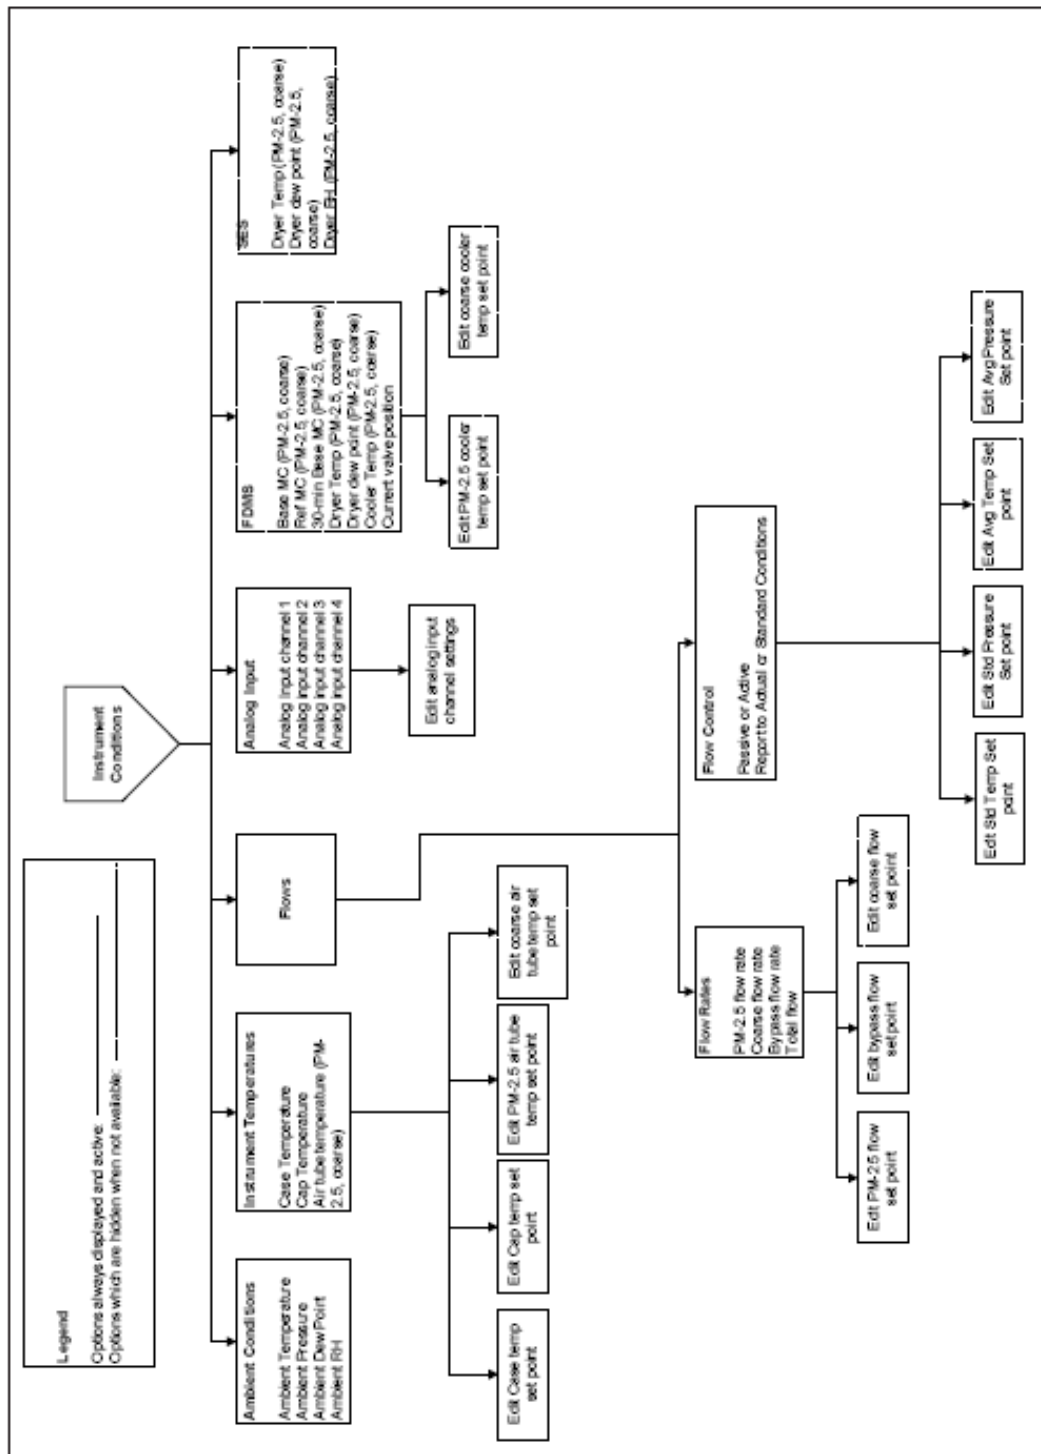 Instrument
Conditions
Legend
Options always displayed and active:
Options which are hidden when not available:
Ambient Conditions
Ambient Temperature
Ambient Pressure
Ambient Dew Point
Ambient RH
Instrument Temperatures
Case Temperature
Cap Temperature
Air tube temperature (PM-
2.5, coarse)
Flows
Analog Input
Analog Input channel 1
Analog input channel 2
Analog input channel 3
Analog input channel 4
FDMS
Base MC (PM-2.5, coarse)
Ref MC (PM-2.5, coarse)
30-min Base MC (PM-2.5, coarse)
Dryer Temp (PM-2.5, coarse)
Dryer dew point (PM-2.5, coarse)
Cooler Temp (PM-2.5, coarse)
Current valve position
SES
Dryer Temp (PM-2.5, coarse)
Dryer dew point (PM-2.5,
coarse)
Dryer RH (PM-2.5, coarse)
Edit Case temp
set point
Edit Cap temp set
point
Edit PM-2.5 air tube
temp set point
Edit coarse air
tube temp set
point
Edit analog input
channel settings
Edit PM-2.5 cooler
temp set point
Edit coarse cooler
temp set point
Flow Rates
PM-2.5 flow rate
Coarse flow rate
Bypass flow rate
Total flow
Flow Control
Passive or Active
Report to Actual or Standard Conditions
Edit PM-2.5 flow
set point
Edit bypass flow
set point
Edit coarse flow
set point
Edit Std Temp Set
point
Edit Std Pressure
Set point
Edit Avg Temp Set
point
Edit Avg Pressure
Set point